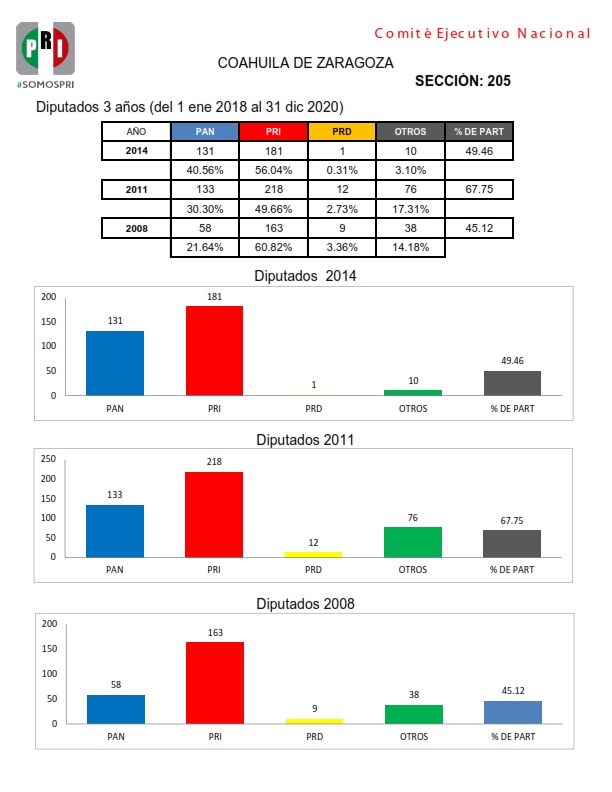 Comité Ejecutivo Nacional
PRI
#SOMOSPRI
COAHUILA DE ZARAGOZA
SECCIÓN: 205
Diputados 3 años (del 1 ene 2018 al 31 dic 2020)
AÑO PAN PRI PRD OTROS % DE PART
2014 131 181 1 10 49.46
40.56% 56.04% 0.31% 3.10%
2011 133 218 12 76 67.75
30.30% 49.66% 2.73% 17.31%
2008 58 163 9 38 45.12
21.64% 60.82% 3.36% 14.18%
Diputados 2014
200
150
100
50
0
131 181 1 10 49.46
PAN PRI PRD OTROS % DE PART
Diputados 2011
250
200
150
100
50
0
133 218 12 76 67.75
PAN PRI PRD OTROS % DE PART
Diputados 2008
200
150
100
50
0
58 163 9 38 45.12
PAN PRI PRD OTROS % DE PART